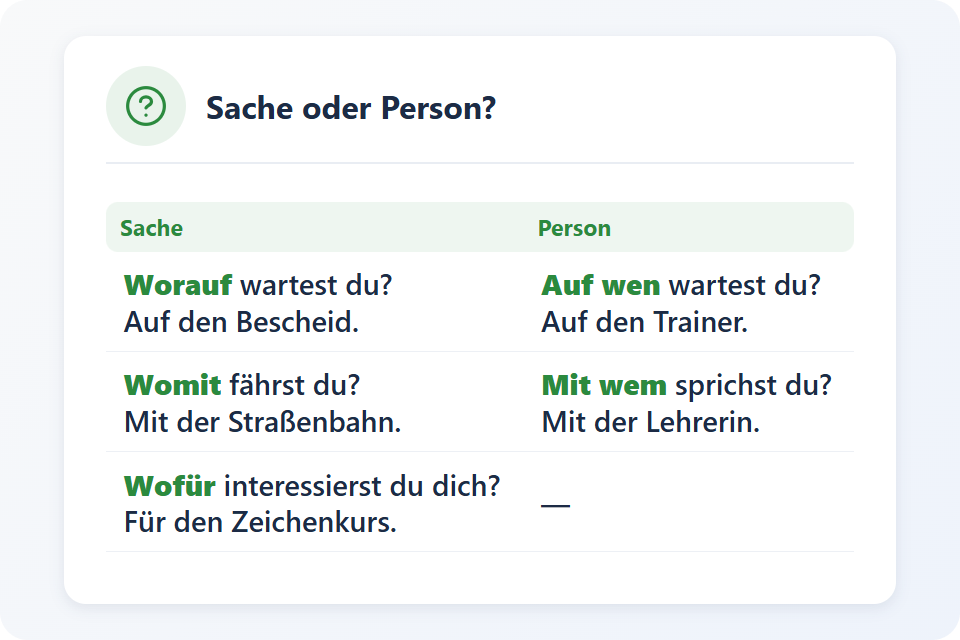 Sache oder Person?
Sache
Person
Worauf wartest du?
Auf den Bescheid.
Auf wen wartest du?
Auf den Trainer.
Womit fährst du?
Mit der Straßenbahn.
Mit wem sprichst du?
Mit der Lehrerin.
Wofür interessierst du dich?
Für den Zeichenkurs.
—